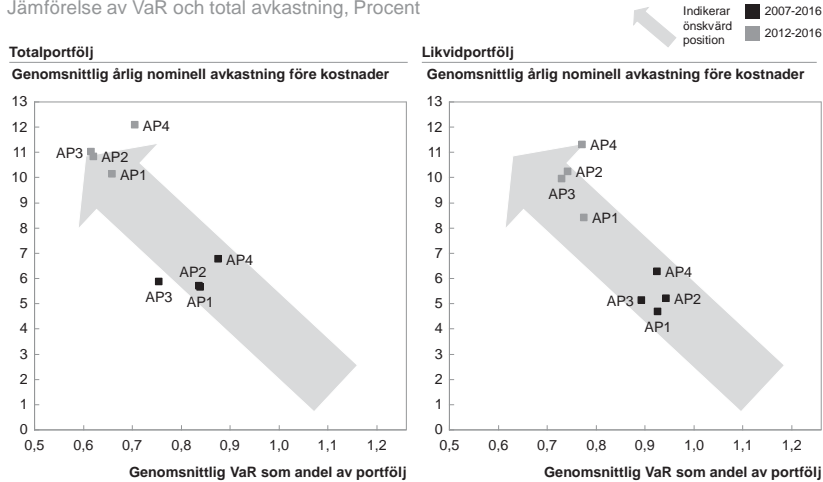 Jämförelse av VaR och total avkastning, Procent
Indikerar
önskvärd
position
2007-2016
2012-2016
Totalportfölj
Genomsnittlig årlig nominell avkastning före kostnader
13
12
11
10
9
8
7
6
5
4
3
2
1
0
AP4
AP3
AP2
AP1
AP4
AP2
AP3
AP1
0,5 0,6 0,7 0,8 0,9 1,0 1,1 1,2
Genomsnittlig VaR som andel av portfölj
Likvidportfölj
Genomsnittlig årlig nominell avkastning före kostnader
13
12
11
10
9
8
7
6
5
4
3
2
1
0
AP4
AP2
AP3
AP1
AP4
AP3
AP2
AP1
0,5 0,6 0,7 0,8 0,9 1,0 1,1 1,2
Genomsnittlig VaR som andel av portfölj